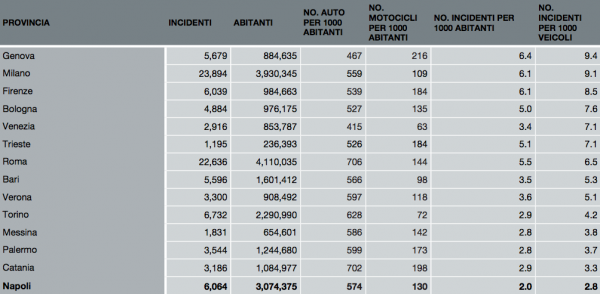 PROVINCIA INCIDENTI ABITANTI NO. AUTO PER 1000 ABITANTI NO. MOTOCICLI PER 1000 ABITANTI NO. INCIDENTI PER 1000 ABITANTI NO. INCIDENTI PER 1000 VEICOLI
Genova 5,679 884,635 467 216 6.4 9.4
Milano 23,894 3,930,345 559 109 6.1 9.1
Firenze 6,039 984,663 539 184 6.1 8.5
Bologna 4,884 976,175 527 135 5.0 7.6
Venezia 2,916 853,787 415 63 3.4 7.1
Trieste 1,195 236,393 526 184 5.1 7.1
Roma 22,636 4,110,035 706 144 5.5 6.5
Bari 5,596 1,601,412 566 98 3.5 5.3
Verona 3,300 908,492 597 118 3.6 5.1
Torino 6,732 2,290,990 628 72 2.9 4.2
Messina 1,831 654,601 586 142 2.8 3.8
Palermo 3,544 1,244,680 599 173 2.8 3.7
Catania 3,186 1,084,977 702 198 2.9 3.3
Napoli 6,064 3,074,375 574 130 2.0 2.8